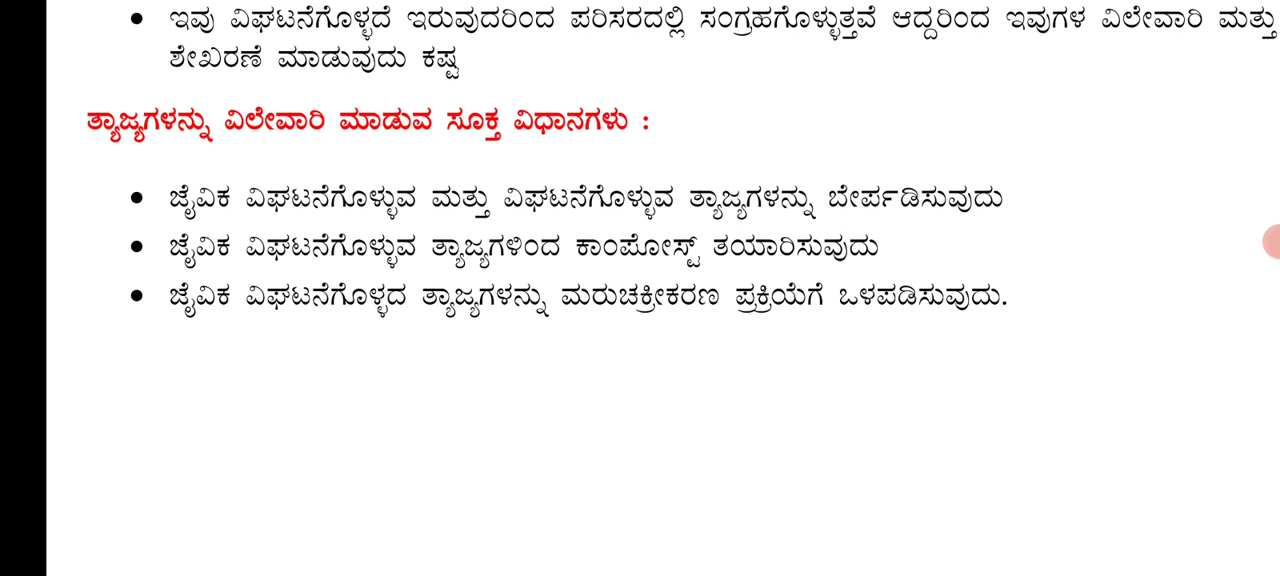 • ಇವು ವಿಘಟನೆಗೊಳ್ಳದೆ ಇರುವುದರಿಂದ ಪರಿಸರದಲ್ಲಿ ಸಂಗ್ರಹಗೊಳ್ಳುತ್ತವೆ ಆದ್ದರಿಂದ ಇವುಗಳ ವಿಲೇವಾರಿ ಮತ್ತು
ಶೇಖರಣೆ ಮಾಡುವುದು ಕಷ್ಟ
ತ್ಯಾಜ್ಯಗಳನ್ನು ವಿಲೇವಾರಿ ಮಾಡುವ ಸೂಕ್ತ ವಿಧಾನಗಳು :
• ಜೈವಿಕ ವಿಘಟನೆಗೊಳ್ಳುವ ಮತ್ತು ವಿಘಟನೆಗೊಳ್ಳುವ ತ್ಯಾಜ್ಯಗಳನ್ನು ಬೇರ್ಪಡಿಸುವುದು
• ಜೈವಿಕ ವಿಘಟನೆಗೊಳ್ಳುವ ತ್ಯಾಜ್ಯಗಳಿಂದ ಕಾಂಪೋಸ್ಟ್ ತಯಾರಿಸುವುದು
• ಜೈವಿಕ ವಿಘಟನೆಗೊಳ್ಳದ ತ್ಯಾಜ್ಯಗಳನ್ನು ಮರುಚಕ್ರೀಕರಣ ಪ್ರಕ್ರಿಯೆಗೆ ಒಳಪಡಿಸುವುದು.